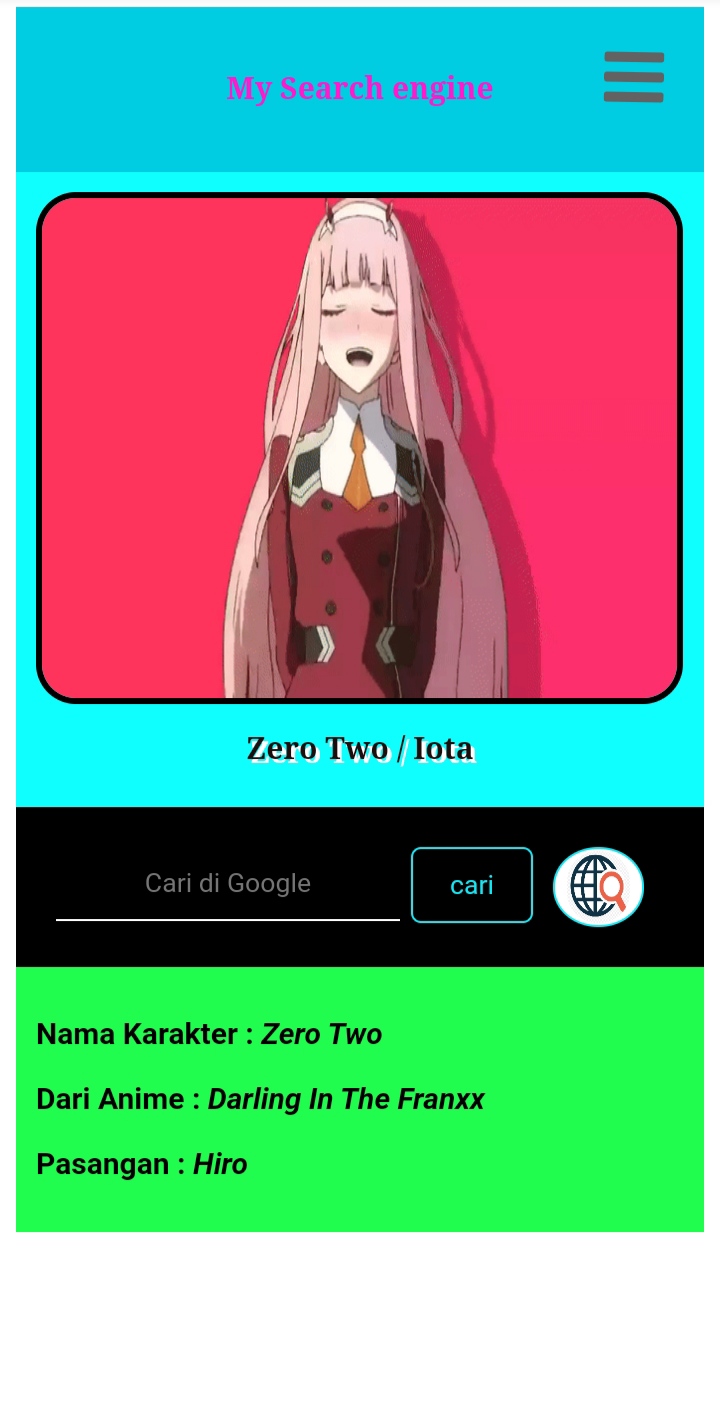 My Search engine
Zero Two / Iota
Cari di Google
cari
Nama Karakter : Zero Two
Dari Anime : Darling In The Franxx
Pasangan : Hiro